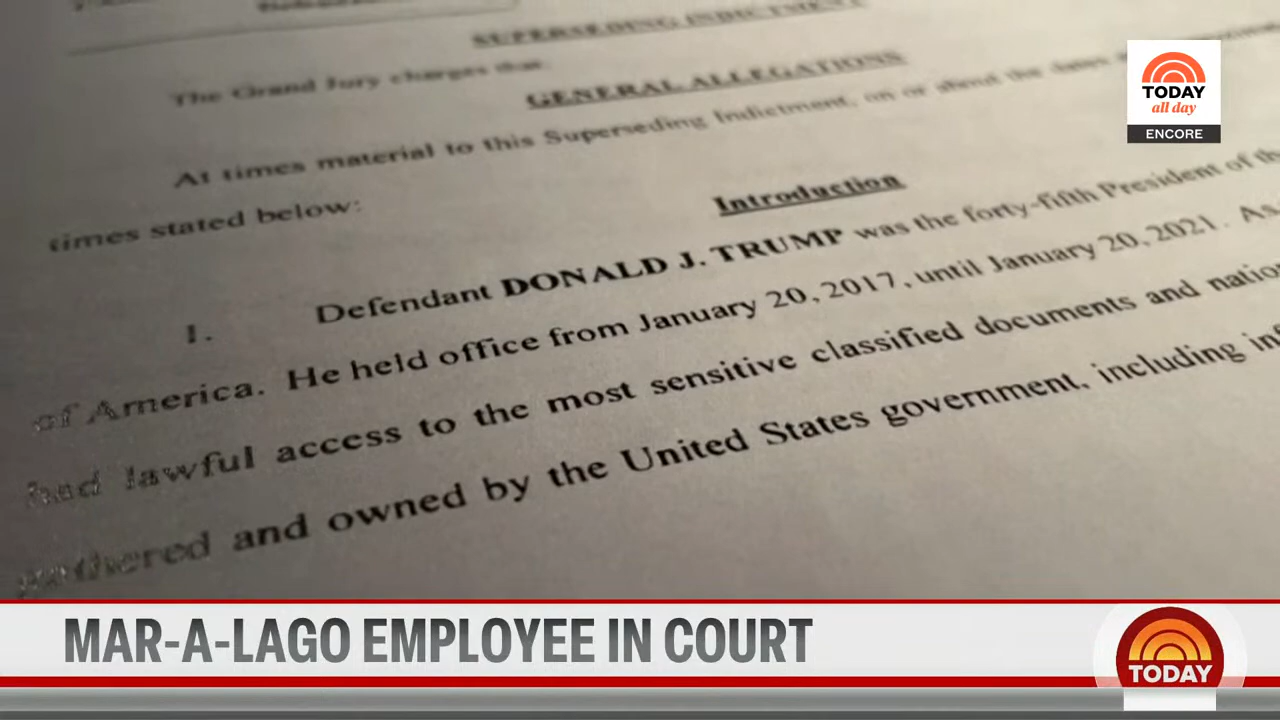 SUPERSEDING INDICTMENT
The Grand Jury charges that:
GENERAL ALLEGATIONS
At times material to this Superseding Indictment, on or about the dates
times stated below:
Introduction
1. Defendant DONALD J. TRUMP was the forty-fifth President of the
of America. He held office from January 20, 2017, until January 20, 2021. As
had lawful access to the most sensitive classified documents and nation
gathered and owned by the United States government, including in
TODAY
all day
ENCORE
MAR-A-LAGO EMPLOYEE IN COURT
TODAY